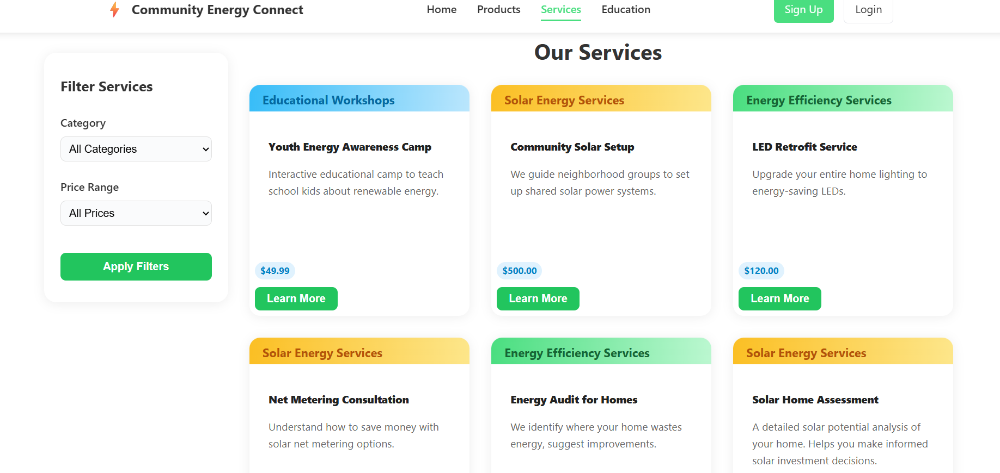 Community Energy Connect
Home
Products
Services
Education
Sign Up
Login
Filter Services
Category
All Categories
Price Range
All Prices
Apply Filters
Our Services
Educational Workshops
Youth Energy Awareness Camp
Interactive educational camp to teach
school kids about renewable energy.
$49.99
Learn More
Solar Energy Services
Community Solar Setup
We guide neighborhood groups to set
up shared solar power systems.
$500.00
Learn More
Energy Efficiency Services
LED Retrofit Service
Upgrade your entire home lighting to
energy-saving LEDs.
$120.00
Learn More
Solar Energy Services
Net Metering Consultation
Understand how to save money with
solar net metering options.
Energy Efficiency Services
Energy Audit for Homes
We identify where your home wastes
energy, suggest improvements.
Solar Energy Services
Solar Home Assessment
A detailed solar potential analysis of
your home. Helps you make informed
solar investment decisions.